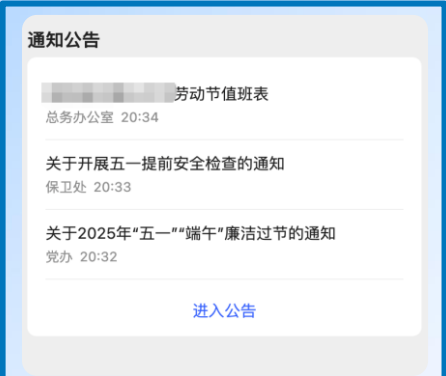 通知公告
劳动节值班表
总务办公室 20:34
关于开展五一提前安全检查的通知
保卫处 20:33
关于2025年“五一”“端午”廉洁过节的通知
党办 20:32
进入公告